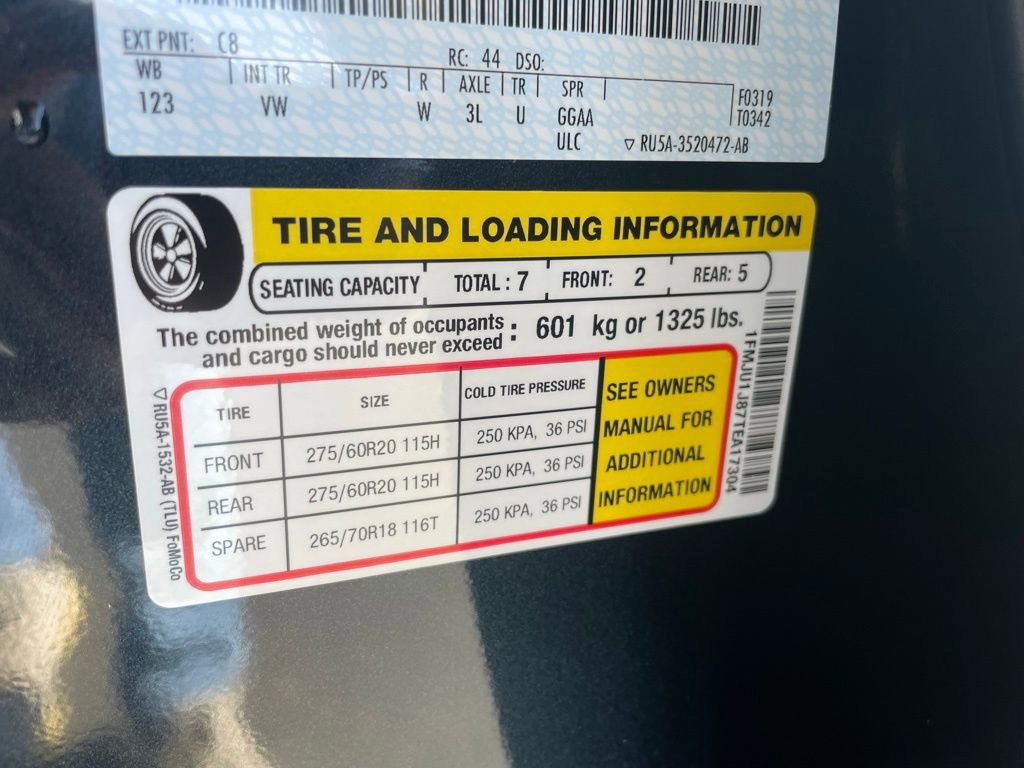 EXT PNT: C8
RC: 44 DSO:
WB | INT TR | TP/PS | R | AXLE | TR | SPR |
123 VW W 3L U GGAA
ULC
F0319
T0342
▽ RU5A-3520472-AB
TIRE AND LOADING INFORMATION
SEATING CAPACITY TOTAL : 7 FRONT: 2 REAR: 5
The combined weight of occupants
and cargo should never exceed : 601 kg or 1325 lbs.
TIRE SIZE COLD TIRE PRESSURE
FRONT 275/60R20 115H 250 KPA, 36 PSI
REAR 275/60R20 115H 250 KPA, 36 PSI
SPARE 265/70R18 116T 250 KPA, 36 PSI
SEE OWNERS
MANUAL FOR
ADDITIONAL
INFORMATION
1FMJU1J87TEA17304
▽ RU5A-1532-AB (TLU) FoMoCo